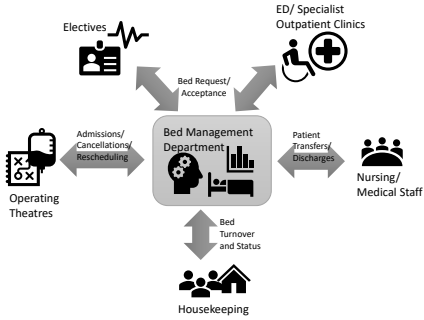 Electives
ED/ Specialist
Outpatient Clinics
Bed Request/
Acceptance
Bed Management
Department
Admissions/
Cancellations/
Rescheduling
Patient
Transfers/
Discharges
Operating
Theatres
Nursing/
Medical Staff
Bed
Turnover
and Status
Housekeeping